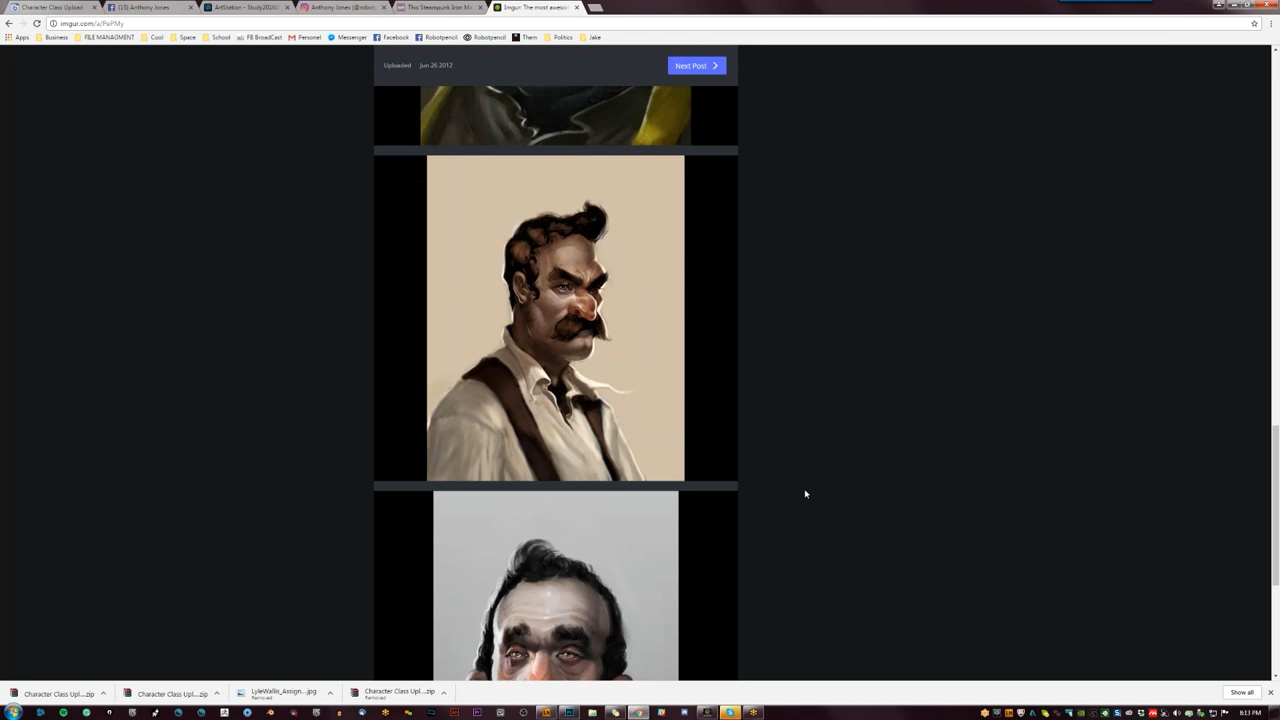 Character Class Upload
(15) Anthony Jones
ArtStation - Study20160
Anthony Jones (@robot
This Steampunk Iron M
Imgur: The most awesom
imgur.com/a/PePMy
Apps Business FILE MANAGMENT Cool Space School FB BroadCast Personel Messenger Facebook Robotpencil Robotpencil Them Politics Jake
Uploaded Jun 26 2012
Next Post
Character Class Upl....zip
Character Class Upl....zip
LyleWallis_Assign....jpg
Removed
Character Class Upl....zip
Removed
Show all
8:13 PM